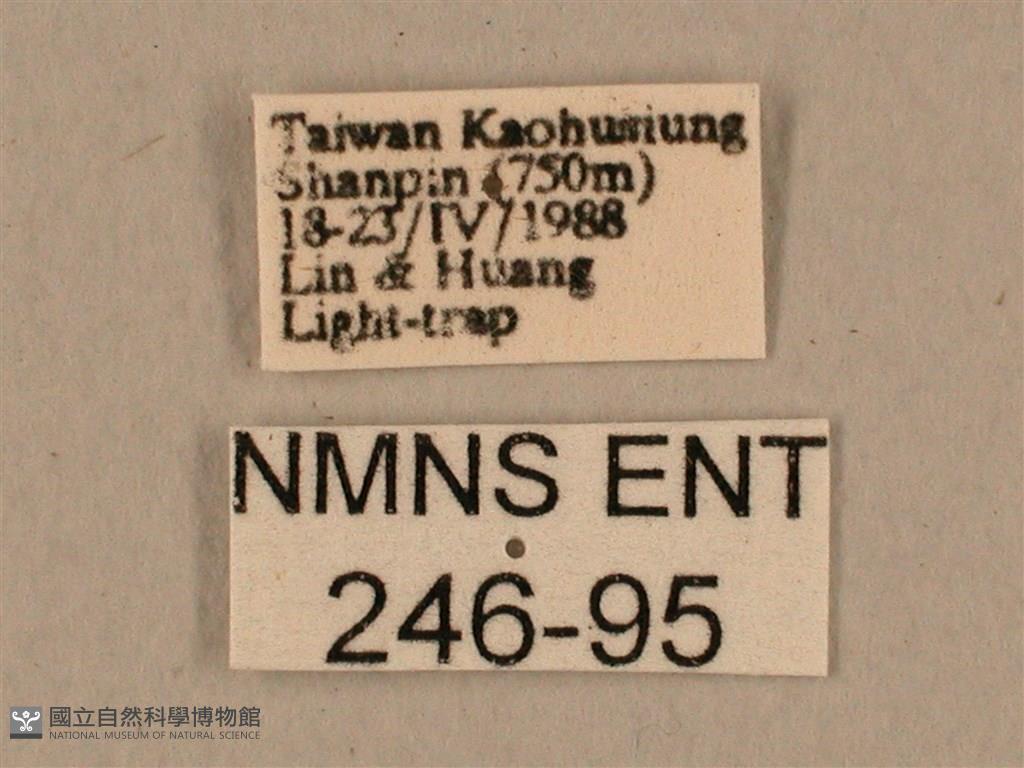 Taiwan Kaohusiung
Shanpin (750m)
18-23/IV/1988
Lin & Huang
Light-trap
NMNS ENT
246-95
國立自然科學博物館
NATIONAL MUSEUM OF NATURAL SCIENCE